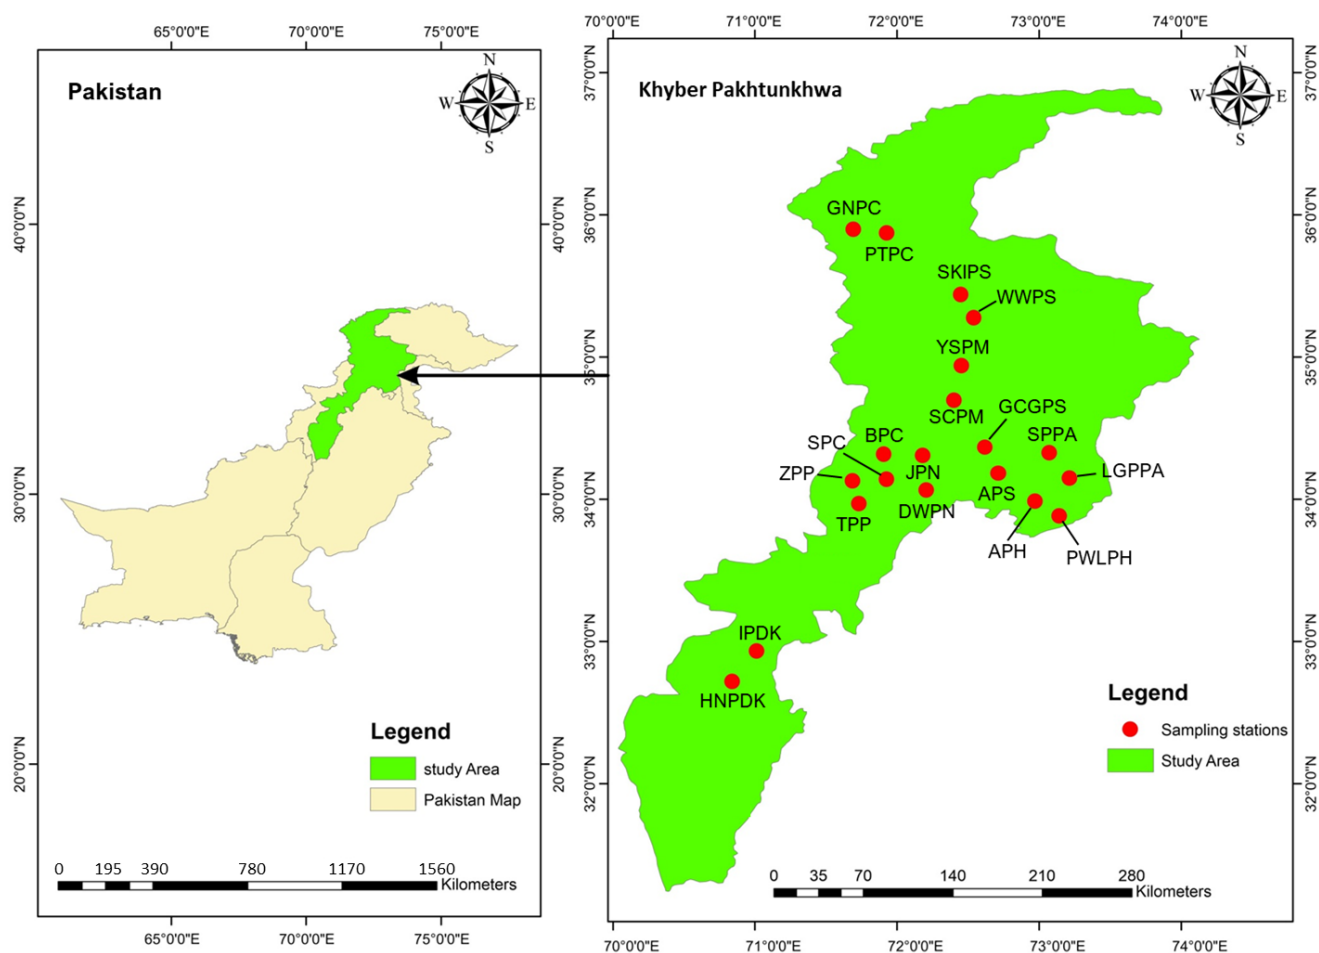 65°0'0"E 70°0'0"E 75°0'0"E
Pakistan
N
W E
S
40°0'0"N
40°0'0"N
30°0'0"N
30°0'0"N
20°0'0"N
20°0'0"N
Legend
study Area
Pakistan Map
0 195 390 780 1170 1560
Kilometers
65°0'0"E 70°0'0"E 75°0'0"E
70°0'0"E 71°0'0"E 72°0'0"E 73°0'0"E 74°0'0"E
Khyber Pakhtunkhwa
N
W E
S
37°0'0"N
37°0'0"N
36°0'0"N
36°0'0"N
35°0'0"N
35°0'0"N
34°0'0"N
34°0'0"N
33°0'0"N
33°0'0"N
32°0'0"N
32°0'0"N
GNPC
PTPC
SKIPS
WWPS
YSPM
SCPM
GCGPS
SPPA
BPC
SPC
JPN
LGPPA
ZPP
APS
DWPN
TPP
APH
PWLPH
IPDK
HNPDK
Legend
Sampling stations
Study Area
0 35 70 140 210 280
Kilometers
70°0'0"E 71°0'0"E 72°0'0"E 73°0'0"E 74°0'0"E